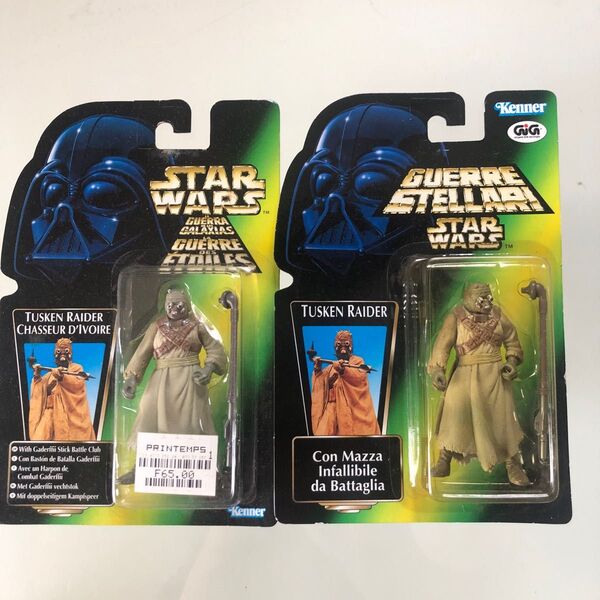 STAR
WARS
TM
LA GUERRA
DE LAS
GALAXIAS
LA GUERRE
DES
ÉTOILES
TUSKEN RAIDER
CHASSEUR D'IVOIRE
With Gaderffii Stick Battle Club
Con Bastón de Batalla Gaderffii
Avec un Harpon de
Combat Gaderffii
Met Gaderffii vechtstok
Mit doppelseitigem Kampfspeer
PRINTEMPS
F65.00
Kenner
Kenner
GiG
GUERRE
STELLARI
STAR
WARS
TM
TUSKEN RAIDER
Con Mazza
Infallibile
da Battaglia